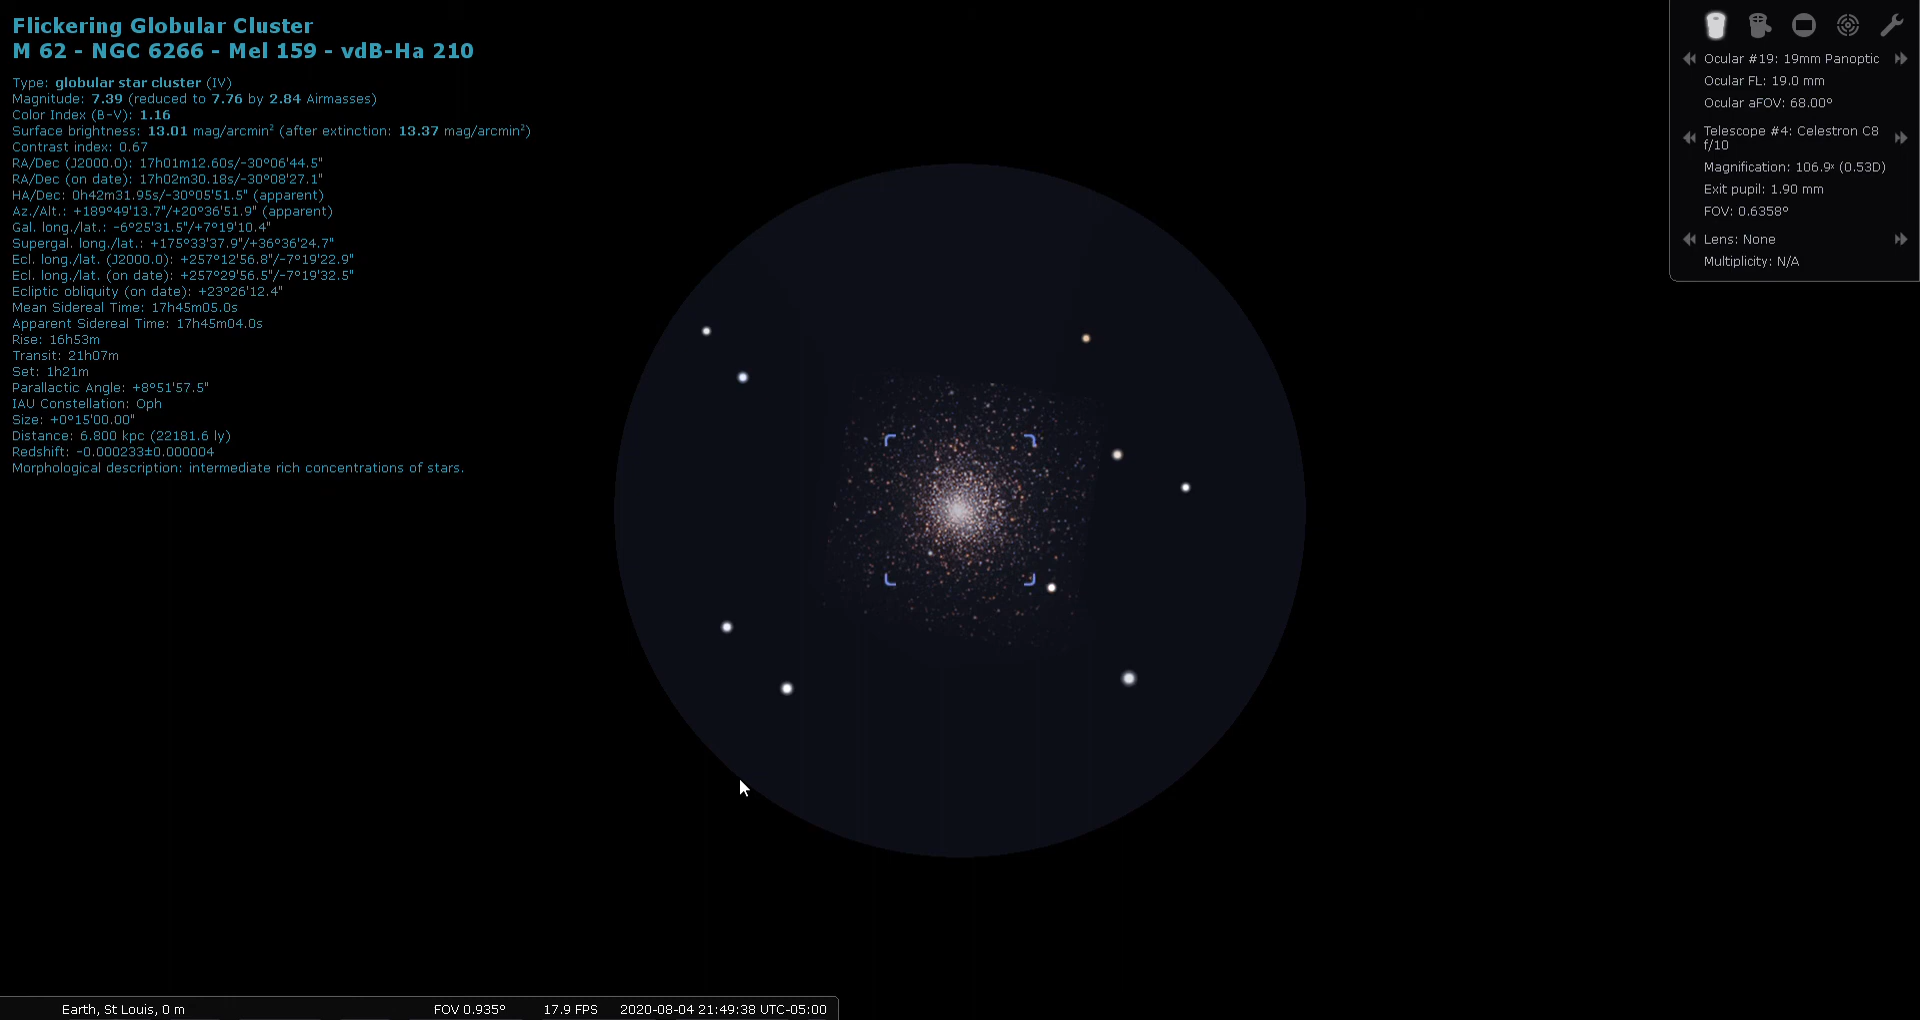 Flickering Globular Cluster
M 62 - NGC 6266 - Mel 159 - vdB-Ha 210
Type: globular star cluster (IV)
Magnitude: 7.39 (reduced to 7.76 by 2.84 Airmasses)
Color Index (B-V): 1.16
Surface brightness: 13.01 mag/arcmin² (after extinction: 13.37 mag/arcmin²)
Contrast index: 0.67
RA/Dec (J2000.0): 17h01m12.60s/-30°06'44.5"
RA/Dec (on date): 17h02m30.18s/-30°08'27.1"
HA/Dec: 0h42m31.95s/-30°05'51.5" (apparent)
Az./Alt.: +189°49'13.7"/+20°36'51.9" (apparent)
Gal. long./lat.: -6°25'31.5"/+7°19'10.4"
Supergal. long./lat.: +175°33'37.9"/+36°36'24.7"
Ecl. long./lat. (J2000.0): +257°12'56.8"/-7°19'22.9"
Ecl. long./lat. (on date): +257°29'56.5"/-7°19'32.5"
Ecliptic obliquity (on date): +23°26'12.4"
Mean Sidereal Time: 17h45m05.0s
Apparent Sidereal Time: 17h45m04.0s
Rise: 16h53m
Transit: 21h07m
Set: 1h21m
Parallactic Angle: +8°51'57.5"
IAU Constellation: Oph
Size: +0°15'00.00"
Distance: 6.800 kpc (22181.6 ly)
Redshift: -0.000233±0.000004
Morphological description: intermediate rich concentrations of stars.
Ocular #19: 19mm Panoptic
Ocular FL: 19.0 mm
Ocular aFOV: 68.00°
Telescope #4: Celestron C8
f/10
Magnification: 106.9ˣ (0.53D)
Exit pupil: 1.90 mm
FOV: 0.6358°
Lens: None
Multiplicity: N/A
Earth, St Louis, 0 m FOV 0.935° 17.9 FPS 2020-08-04 21:49:38 UTC-05:00